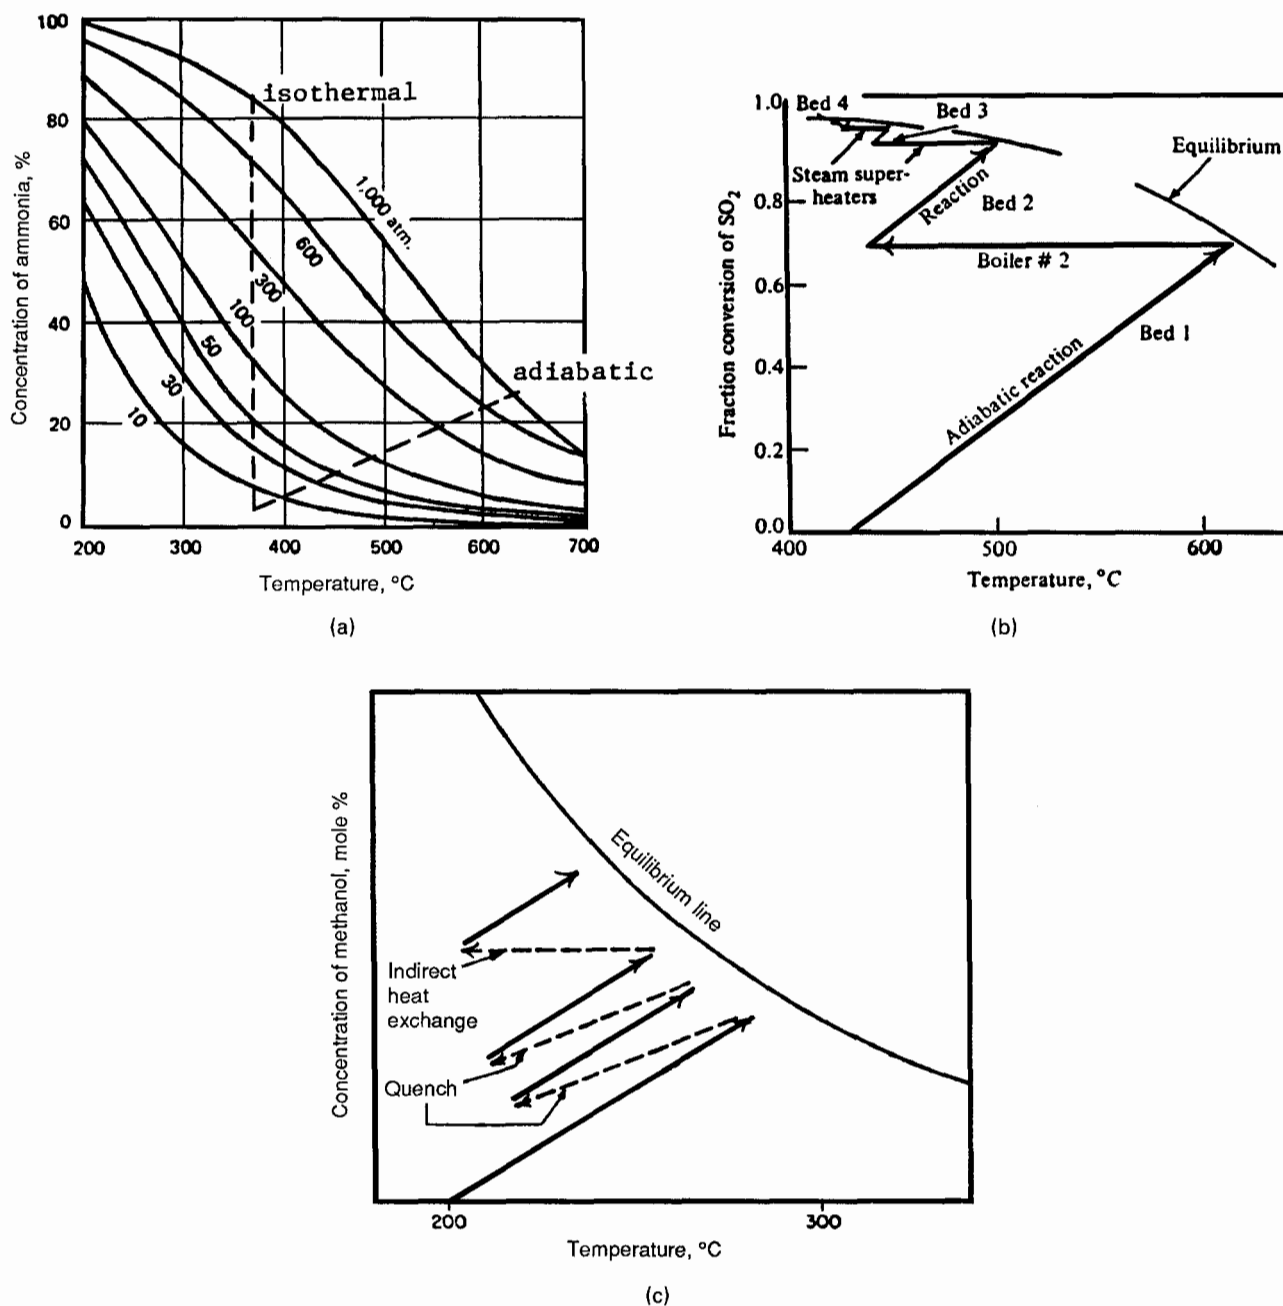 100
80
60
40
20
0
Concentration of ammonia, %
isothermal
adiabatic
1,000 atm.
600
300
100
50
30
10
200 300 400 500 600 700
Temperature, °C
(a)
1.0
0.8
0.6
0.4
0.2
0.0
Fraction conversion of SO2
Bed 4
Bed 3
Equilibrium
Steam super-
heaters
Reaction
Bed 2
Boiler # 2
Bed 1
Adiabatic reaction
400 500 600
Temperature, °C
(b)
Concentration of methanol, mole %
Equilibrium line
Indirect
heat
exchange
Quench
200 300
Temperature, °C
(c)